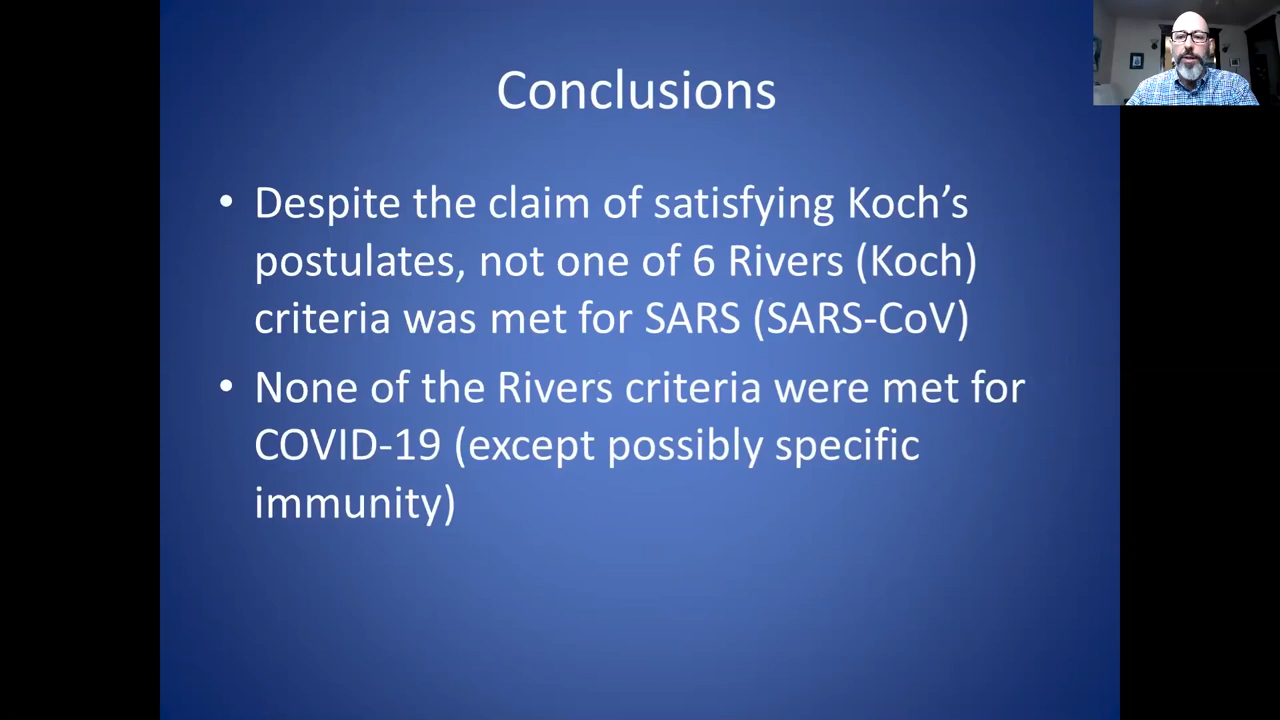 Conclusions
• Despite the claim of satisfying Koch’s
postulates, not one of 6 Rivers (Koch)
criteria was met for SARS (SARS-CoV)
• None of the Rivers criteria were met for
COVID-19 (except possibly specific
immunity)